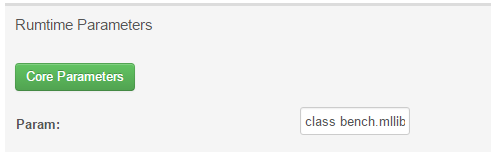 Rumtime Parameters
Core Parameters
Param:
class bench.mllib